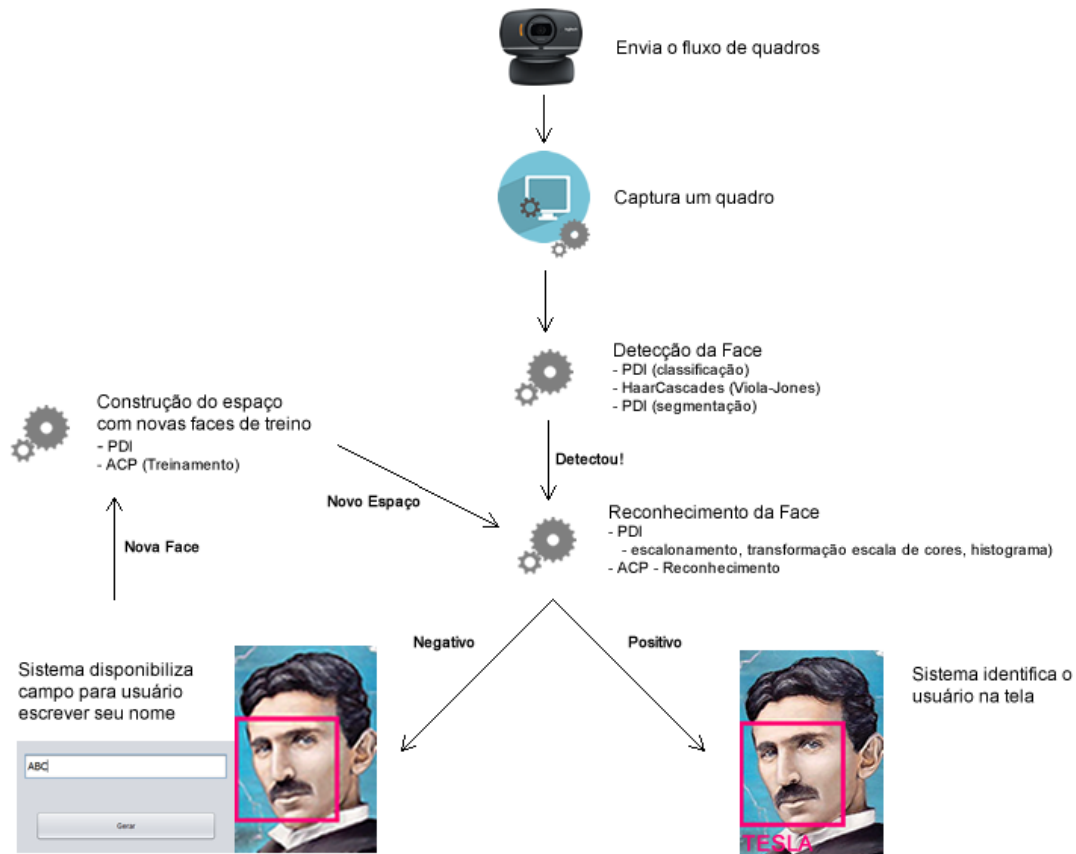 Envia o fluxo de quadros
Captura um quadro
Detecção da Face
- PDI (classificação)
- HaarCascades (Viola-Jones)
- PDI (segmentação)
Construção do espaço
com novas faces de treino
- PDI
- ACP (Treinamento)
Detectou!
Novo Espaço
Reconhecimento da Face
- PDI
- escalonamento, transformação escala de cores, histograma)
- ACP - Reconhecimento
Nova Face
Negativo
Positivo
Sistema disponibiliza
campo para usuário
escrever seu nome
ABC
Gerar
Sistema identifica o
usuário na tela
TESLA